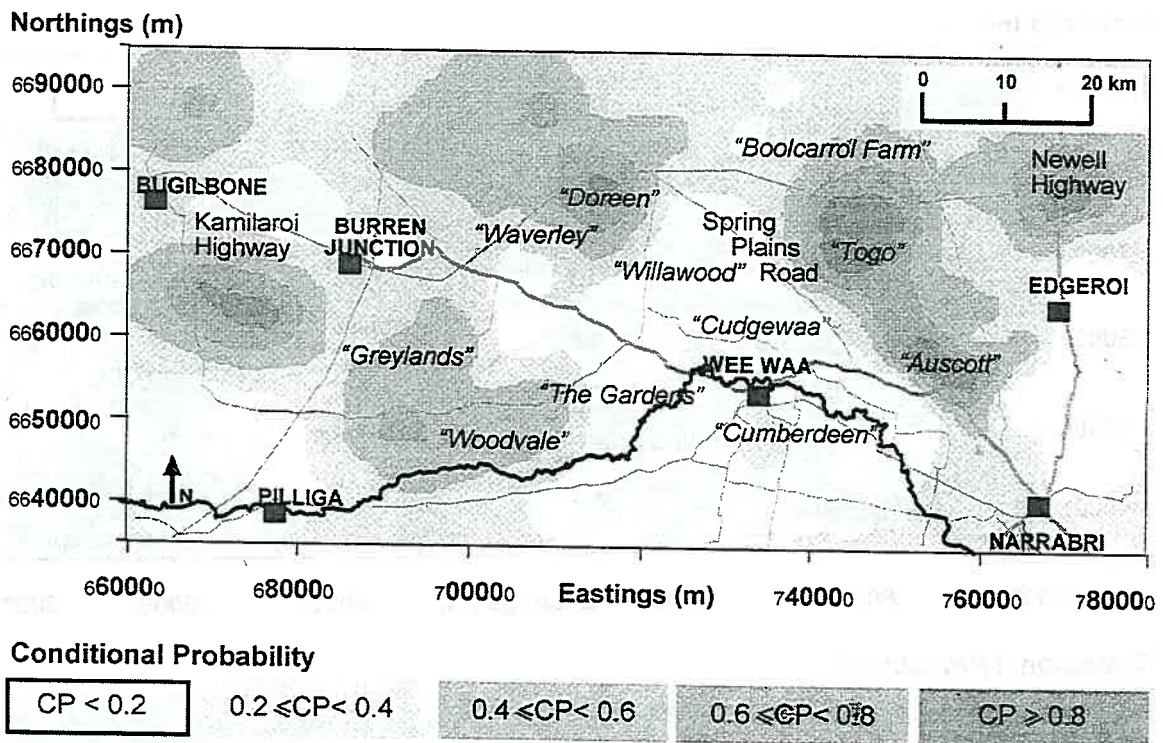 Northings (m)
6690000
6680000
6670000
6660000
6650000
6640000
0 10 20 km
"Boolcarrol Farm"
Newell
Highway
BUGILBONE
"Doreen"
Kamilaroi
Highway
BURREN
JUNCTION
"Waverley"
Spring
Plains
Road
"Togo"
"Willawood"
EDGEROI
"Cudgewaa"
"Greylands"
WEE WAA
"Auscott"
"The Gardens"
"Woodvale"
"Cumberdeen"
N
PILLIGA
NARRABRI
660000 680000 700000 Eastings (m) 740000 760000 780000
Conditional Probability
CP < 0.2
0.2 ⩽CP< 0.4
0.4 ⩽CP< 0.6
0.6 ⩽CP< 0.8
CP ⩾ 0.8